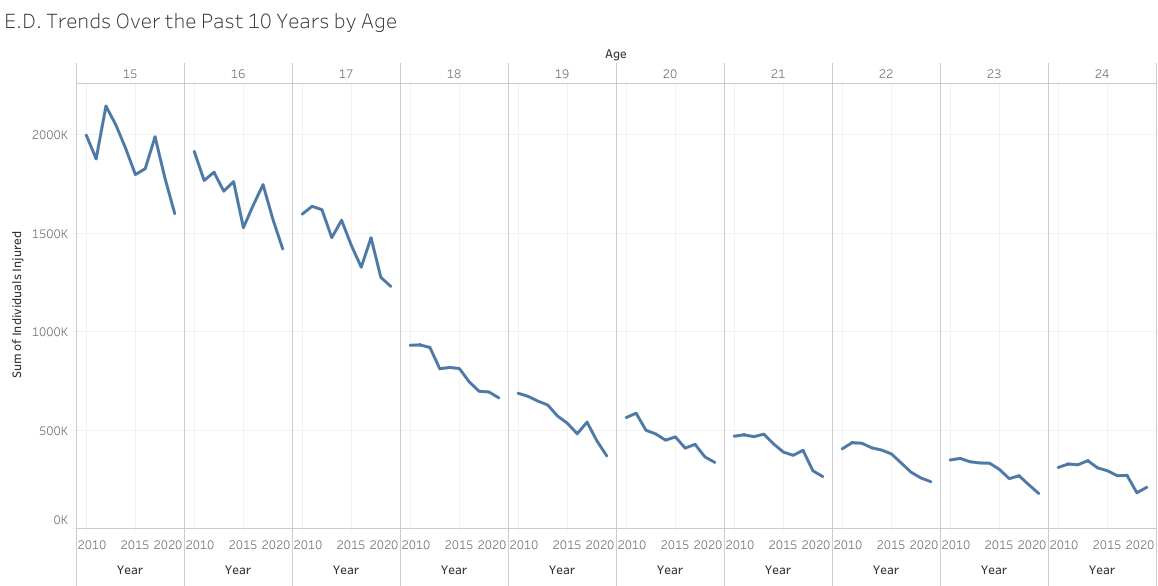 E.D. Trends Over the Past 10 Years by Age
Age
15 16 17 18 19 20 21 22 23 24
2000K
1500K
1000K
500K
0K
Sum of Individuals Injured
2010 2015 2020 2010 2015 2020 2010 2015 2020 2010 2015 2020 2010 2015 2020 2010 2015 2020 2010 2015 2020 2010 2015 2020 2010 2015 2020 2010 2015 2020
Year Year Year Year Year Year Year Year Year Year